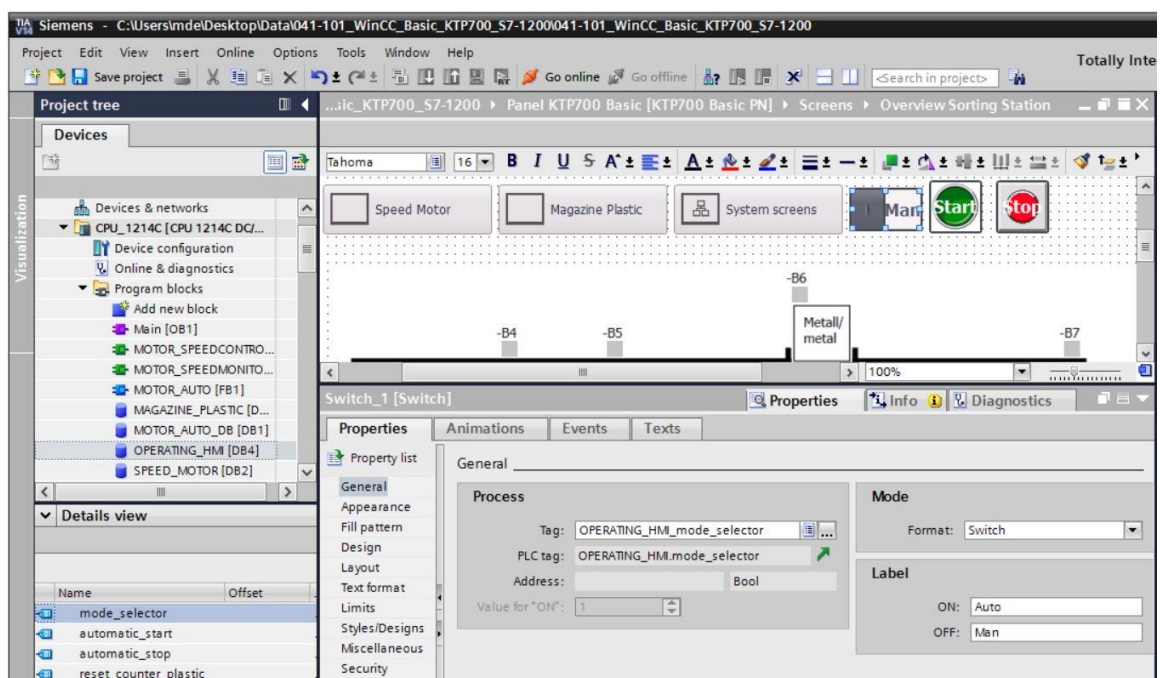 TIA V14 Siemens - C:\Users\mde\Desktop\Data\041-101_WinCC_Basic_KTP700_S7-1200\041-101_WinCC_Basic_KTP700_S7-1200
Project Edit View Insert Online Options Tools Window Help
Totally Inte
Save project Go online Go offline <Search in project>
Project tree
...sic_KTP700_S7-1200 Panel KTP700 Basic [KTP700 Basic PN] Screens Overview Sorting Station
Devices
Tahoma 16 B I U S A A
Visualization
Devices & networks
CPU_1214C [CPU 1214C DC/...
Device configuration
Online & diagnostics
Program blocks
Add new block
Main [OB1]
MOTOR_SPEEDCONTRO...
MOTOR_SPEEDMONITO...
MOTOR_AUTO [FB1]
MAGAZINE_PLASTIC [D...
MOTOR_AUTO_DB [DB1]
OPERATING_HMI [DB4]
SPEED_MOTOR [DB2]
Speed Motor Magazine Plastic System screens Man Start Stop
-B6
Metall/
metal
-B4 -B5 -B7
100%
Details view
Name Offset
mode_selector
automatic_start
automatic_stop
reset_counter_plastic
Switch_1 [Switch] Properties Info Diagnostics
Properties Animations Events Texts
Property list
General
Appearance
Fill pattern
Design
Layout
Text format
Limits
Styles/Designs
Miscellaneous
Security
General
Process
Tag: OPERATING_HMI_mode_selector ...
PLC tag: OPERATING_HMI.mode_selector
Address: Bool
Value for "ON": 1
Mode
Format: Switch
Label
ON: Auto
OFF: Man